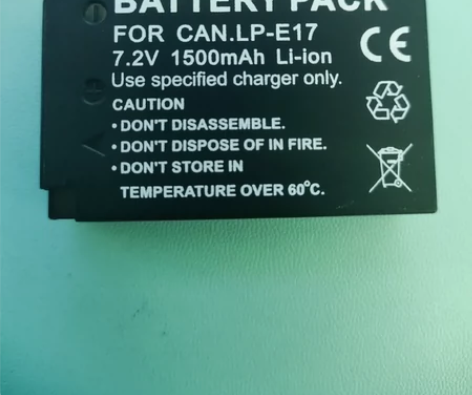 BATTERY PACK
FOR CAN.LP-E17
7.2V 1500mAh Li-ion
Use specified charger only.
CAUTION
•DON'T DISASSEMBLE.
•DON'T DISPOSE OF IN FIRE.
•DON'T STORE IN
TEMPERATURE OVER 60°C.
CE